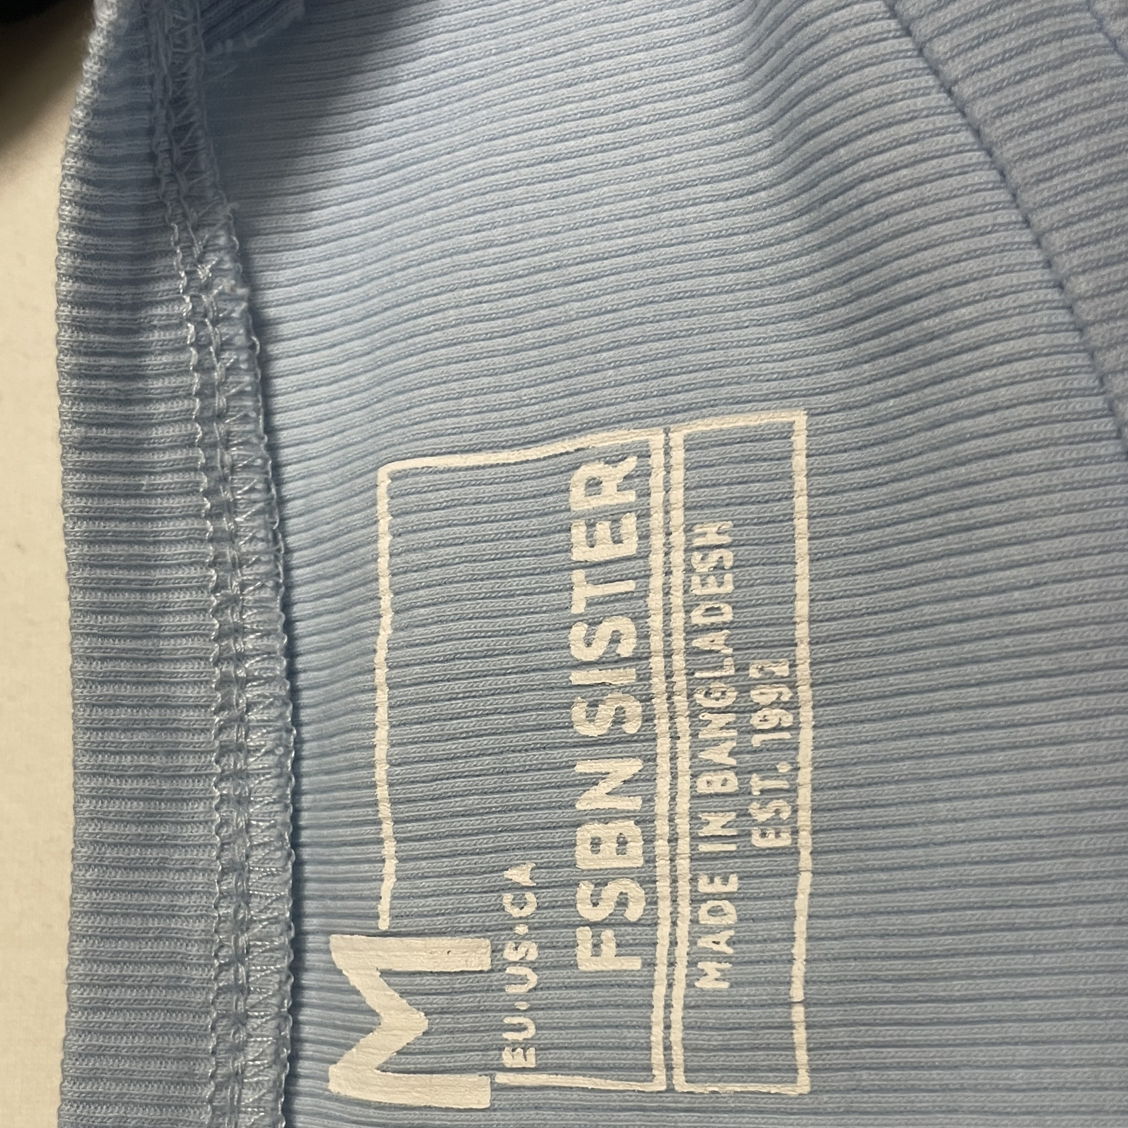 M
EU·US·CA
FSBN SISTER
MADE IN BANGLADESH
EST. 1992